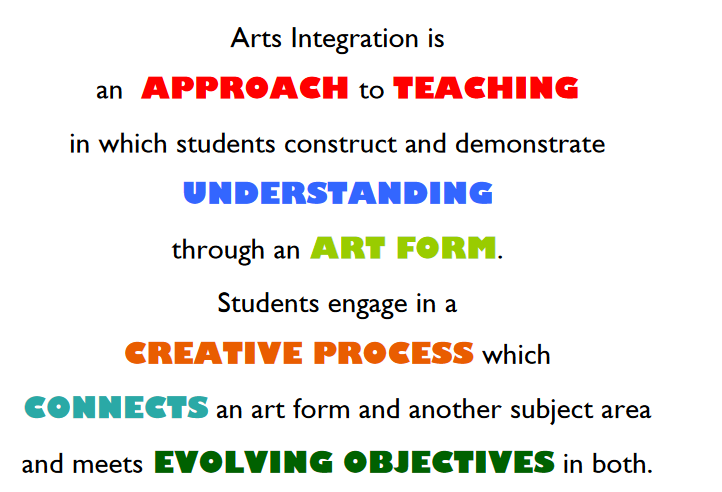 Arts Integration is
an APPROACH to TEACHING
in which students construct and demonstrate
UNDERSTANDING
through an ART FORM.
Students engage in a
CREATIVE PROCESS which
CONNECTS an art form and another subject area
and meets EVOLVING OBJECTIVES in both.